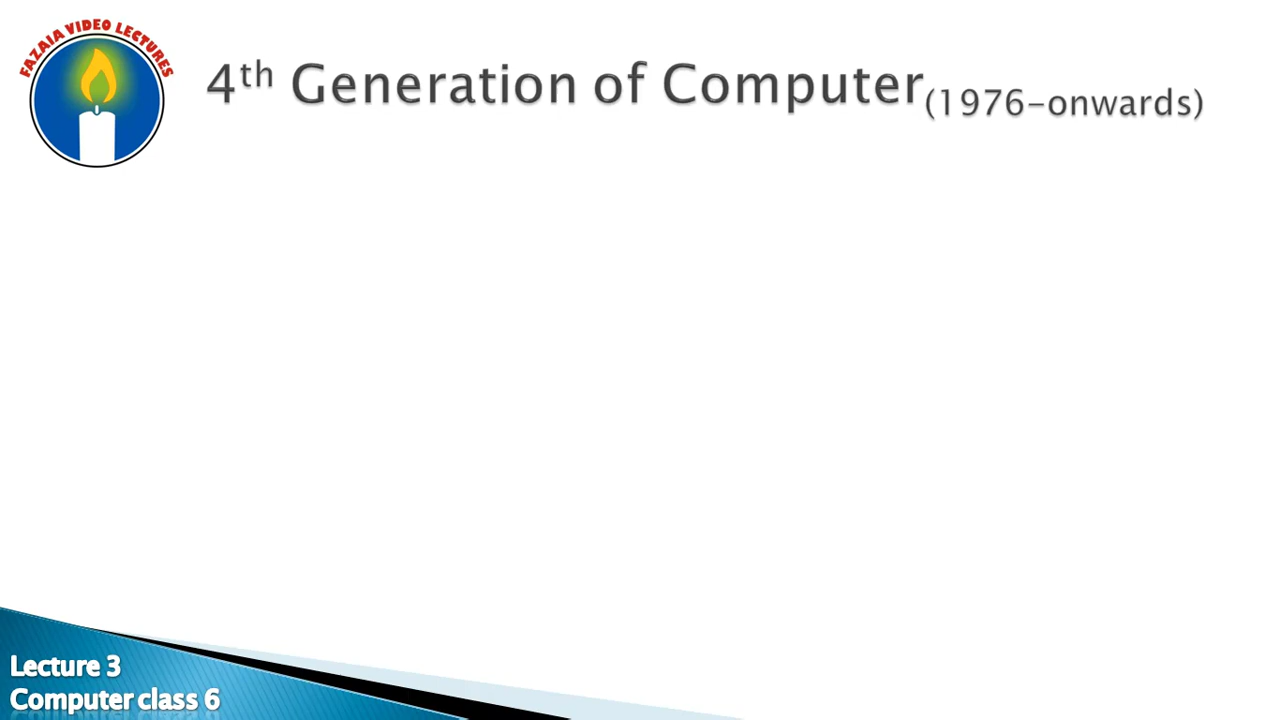 FAZAIA VIDEO LECTURES
4th Generation of Computer(1976-onwards)
Lecture 3
Computer class 6